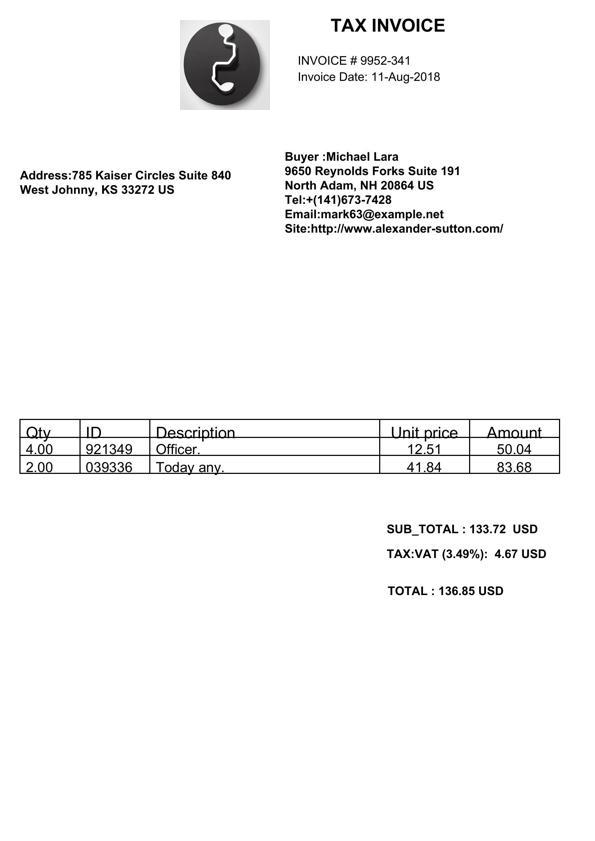 TAX INVOICE
INVOICE # 9952-341
Invoice Date: 11-Aug-2018
Address:785 Kaiser Circles Suite 840
West Johnny, KS 33272 US
Buyer :Michael Lara
9650 Reynolds Forks Suite 191
North Adam, NH 20864 US
Tel:+(141)673-7428
Email:mark63@example.net
Site:http://www.alexander-sutton.com/
Qty ID Description Unit price Amount
4.00 921349 Officer. 12.51 50.04
2.00 039336 Today any. 41.84 83.68
SUB_TOTAL : 133.72 USD
TAX:VAT (3.49%): 4.67 USD
TOTAL : 136.85 USD